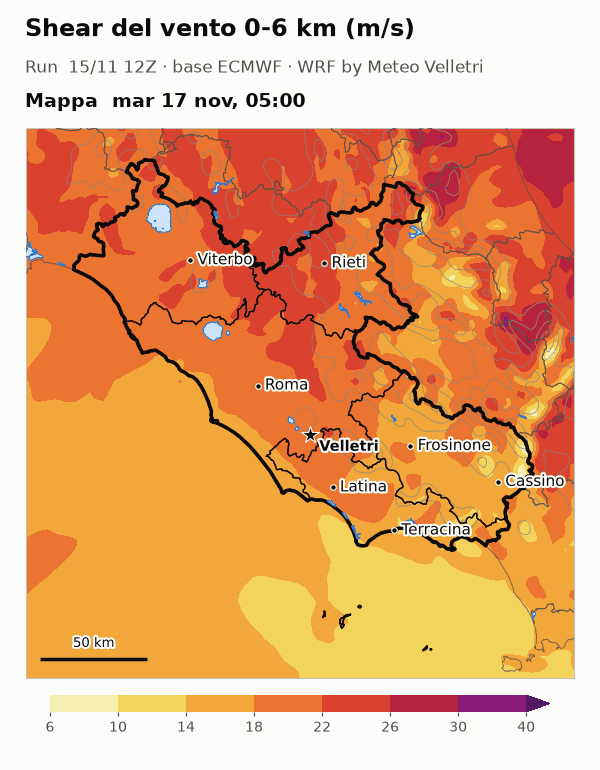 Shear del vento 0-6 km (m/s)
Run  15/11 12Z · base ECMWF · WRF by Meteo Velletri
Mappa  mar 17 nov, 05:00
Viterbo
Rieti
Roma
Velletri
Frosinone
Cassino
Latina
Terracina
50 km
6 10 14 18 22 26 30 40